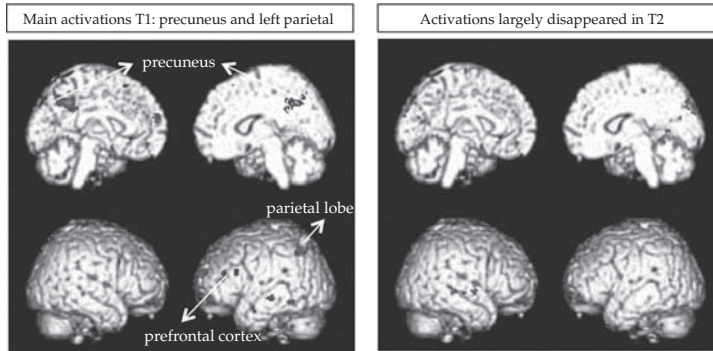 Main activations T1: precuneus and left parietal
Activations largely disappeared in T2
precuneus
parietal lobe
prefrontal cortex